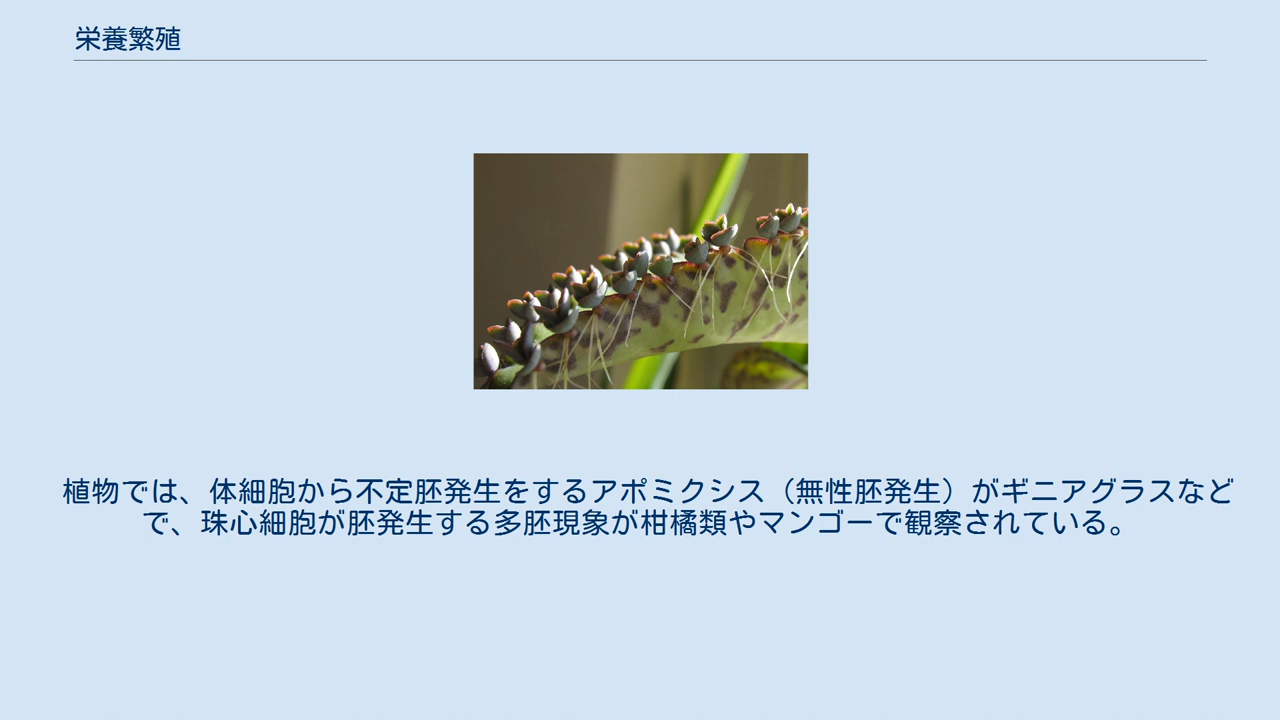 栄養繁殖
植物では、体細胞から不定胚発生をするアポミクシス（無性胚発生）がギニアグラスなど
で、珠心細胞が胚発生する多胚現象が柑橘類やマンゴーで観察されている。